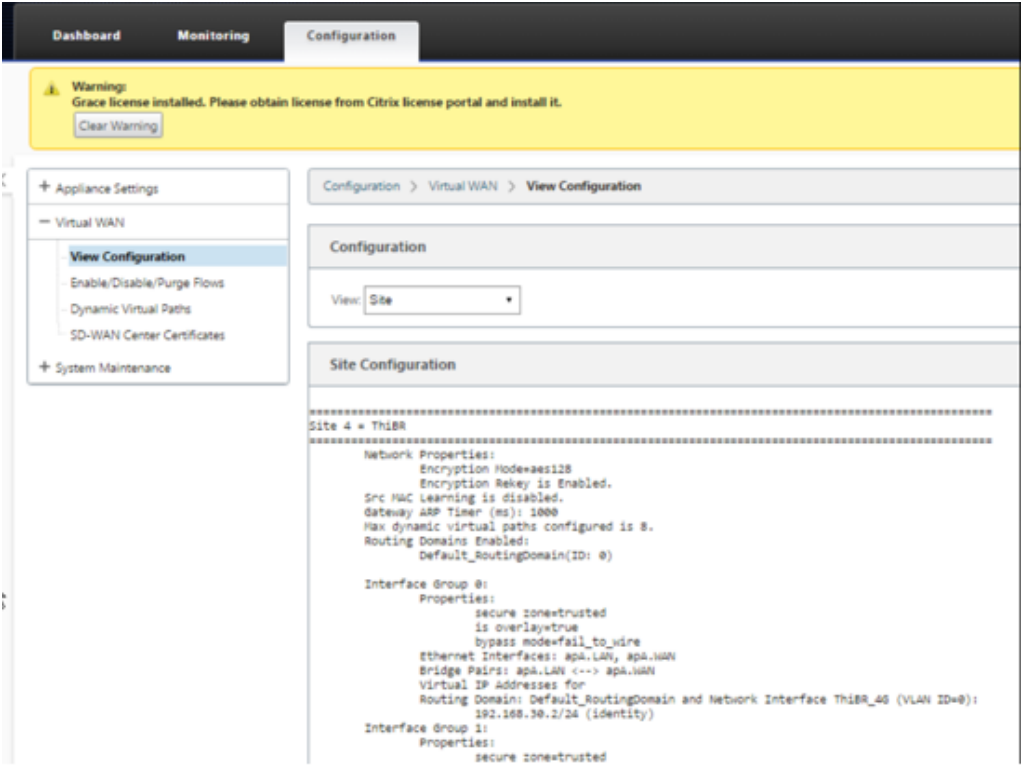 Dashboard Monitoring Configuration
Warning:
Grace license installed. Please obtain license from Citrix license portal and install it.
Clear Warning
+ Appliance Settings
− Virtual WAN
View Configuration
Enable/Disable/Purge Flows
Dynamic Virtual Paths
SD-WAN Center Certificates
+ System Maintenance
Configuration > Virtual WAN > View Configuration
Configuration
View: Site
Site Configuration
==================================================================================================
Site 4 = ThiBR
==================================================================================================
Network Properties:
Encryption Mode=aes128
Encryption Rekey is Enabled.
Src MAC Learning is disabled.
Gateway ARP Timer (ms): 1000
Max dynamic virtual paths configured is 8.
Routing Domains Enabled:
Default_RoutingDomain(ID: 0)
Interface Group 0:
Properties:
secure zone=trusted
is overlay=true
bypass mode=fail_to_wire
Ethernet Interfaces: apA.LAN, apA.WAN
Bridge Pairs: apA.LAN <--> apA.WAN
Virtual IP Addresses for
Routing Domain: Default_RoutingDomain and Network Interface ThiBR_4G (VLAN ID=0):
192.168.30.2/24 (identity)
Interface Group 1:
Properties:
secure zone=trusted